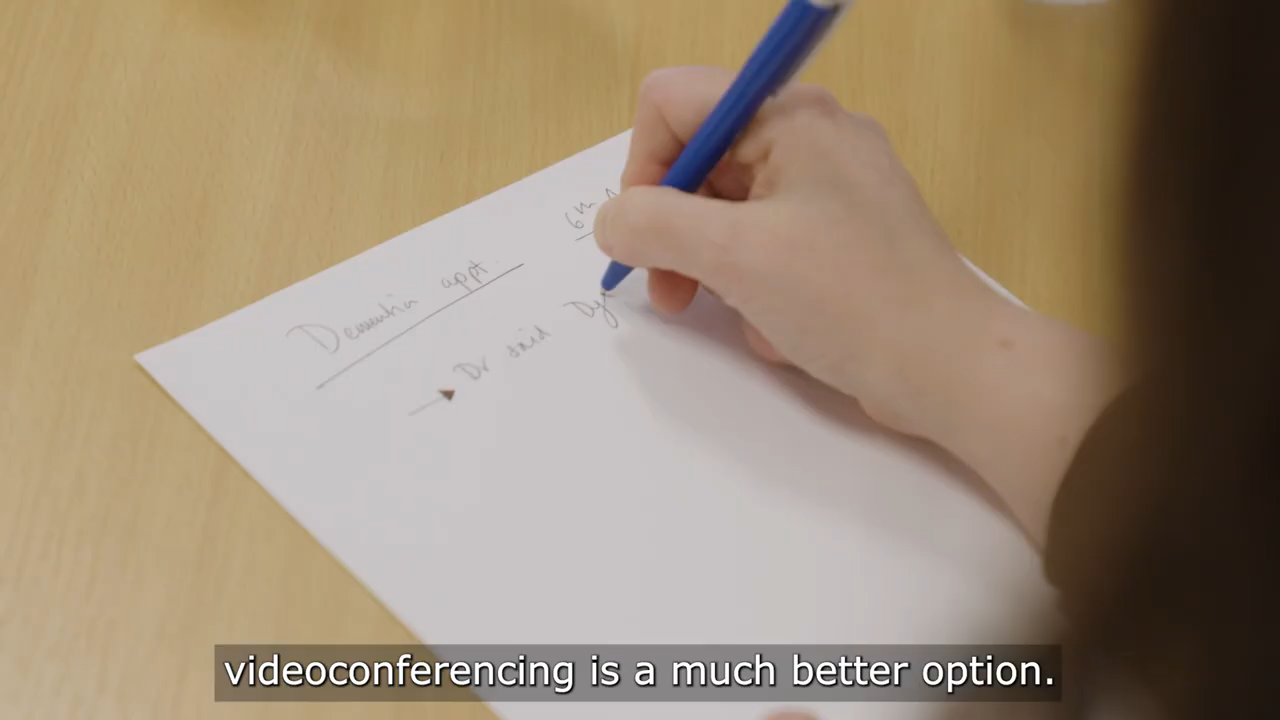 6th
Dementia appt.
Dr said
videoconferencing is a much better option.